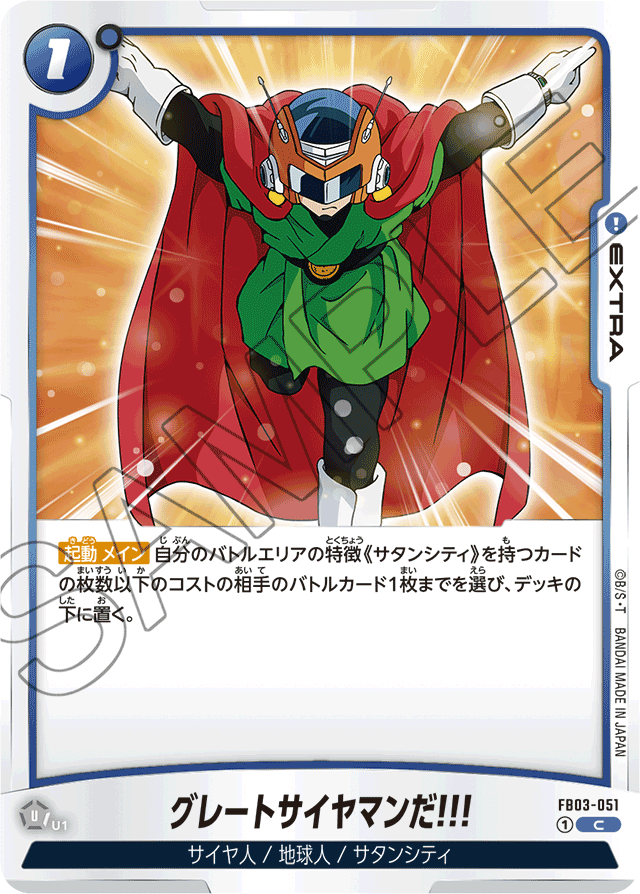 1
! EXTRA
SAMPLE
起動 メイン 自分のバトルエリアの特徴《サタンシティ》を持つカード
の枚数以下のコストの相手のバトルカード1枚までを選び、デッキの
下に置く。
©B/S・T BANDAI MADE IN JAPAN
U/U1
グレートサイヤマンだ!!!
FB03-051
1 C
サイヤ人 / 地球人 / サタンシティ